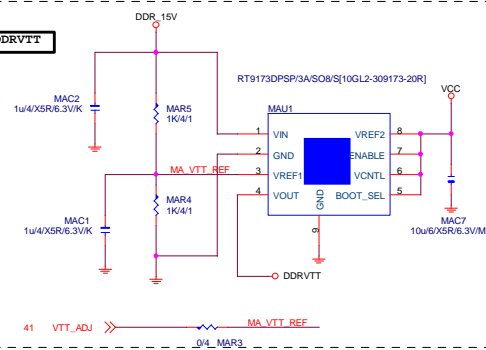 DDR_15V
DDRVTT
RT9173DPSP/3A/SO8/S[10GL2-309173-20R]
VCC
MAC2
1u/4/X5R/6.3V/K
MAR5
1K/4/1
MAU1
1 VIN VREF2 8
2 GND ENABLE 7
MA_VTT_REF 3 VREF1 VCNTL 6
4 VOUT BOOT_SEL 5
GND
9
MAR4
1K/4/1
MAC1
1u/4/X5R/6.3V/K
MAC7
10u/6/X5R/6.3V/M
DDRVTT
41 VTT_ADJ MA_VTT_REF
0/4 MAR3